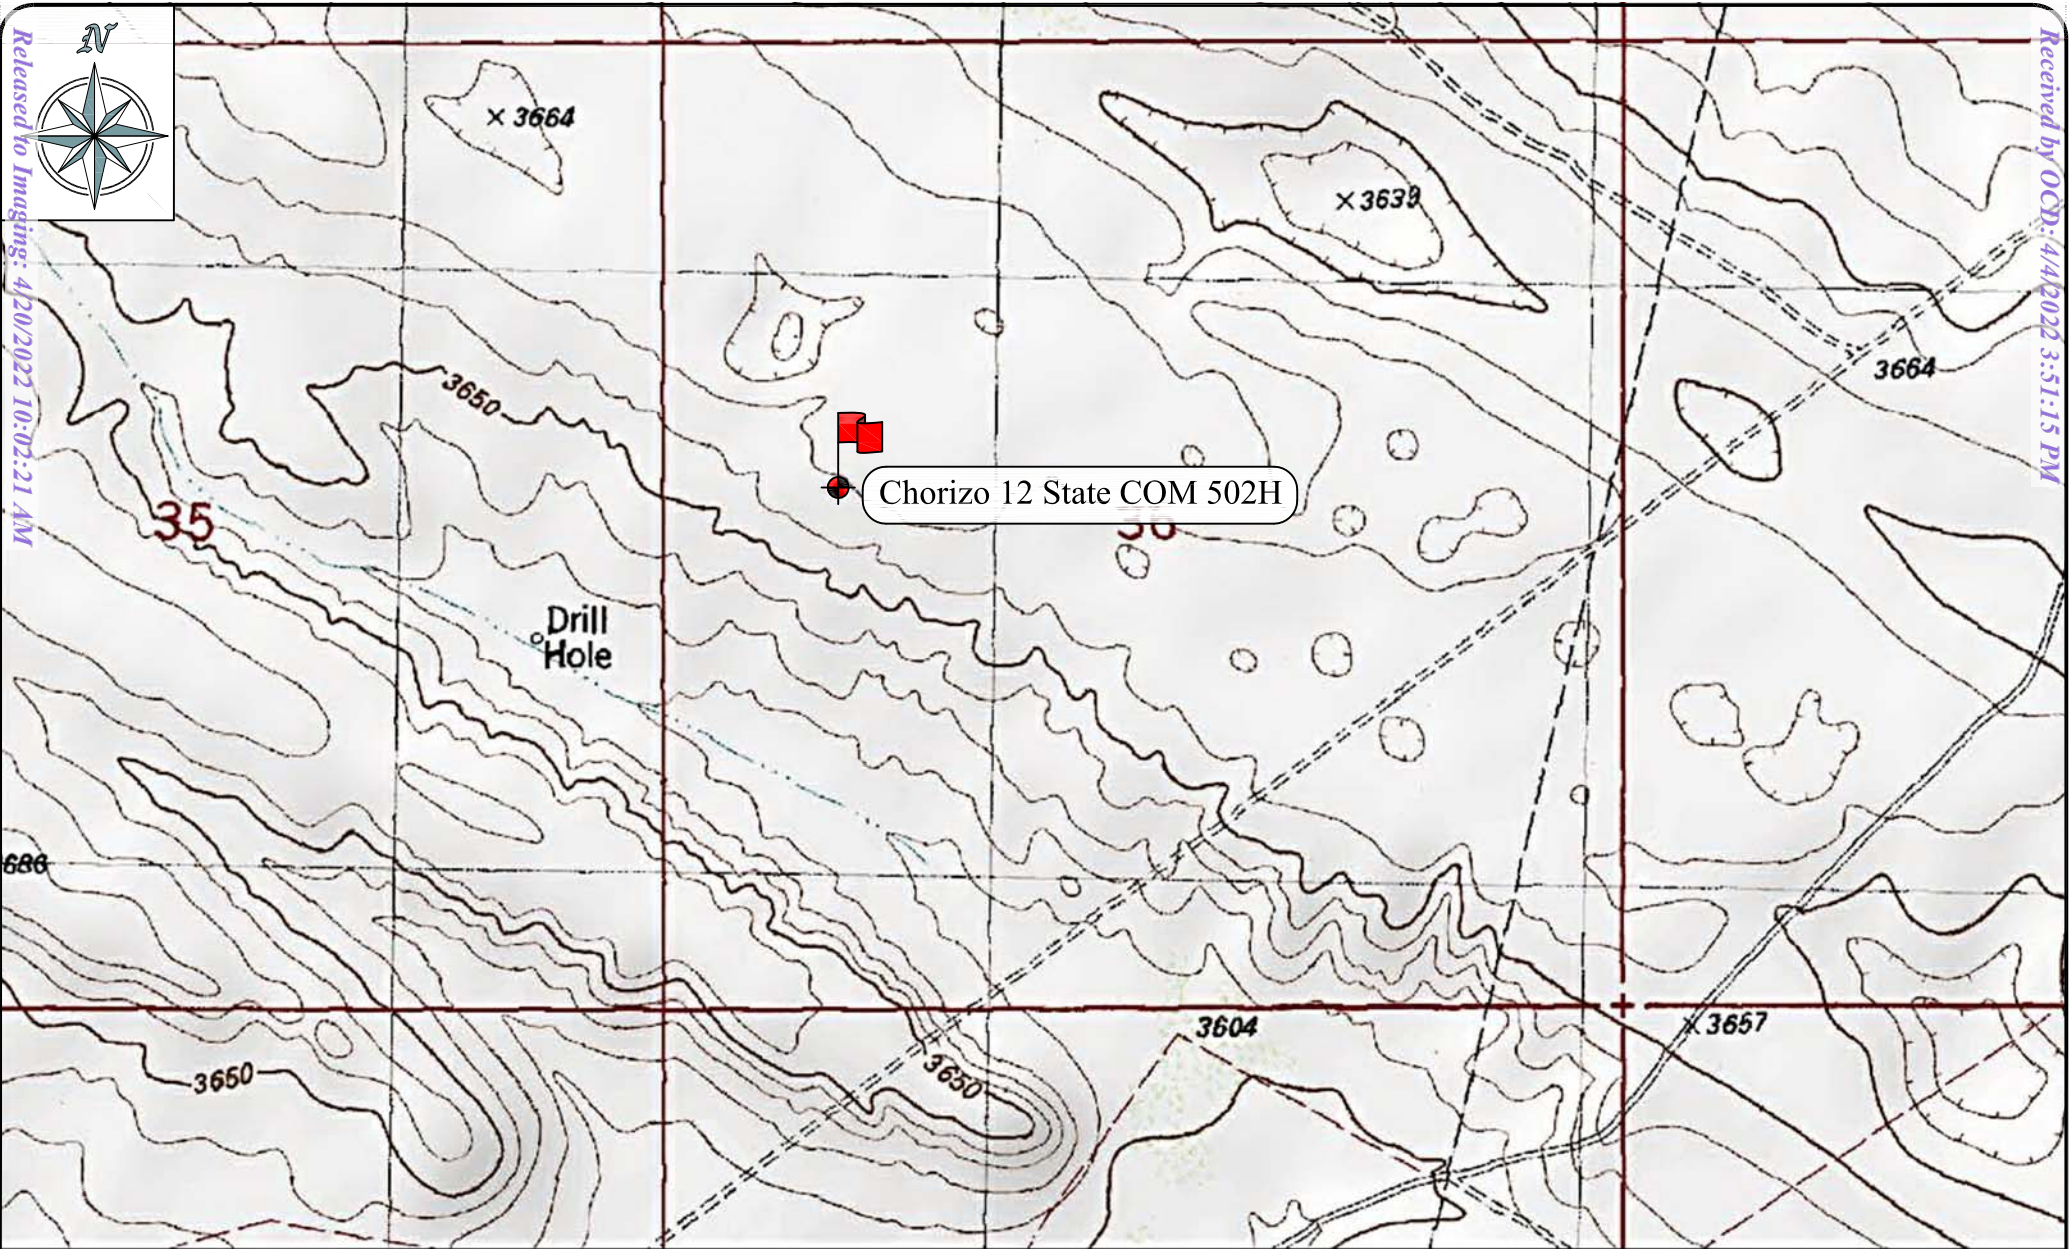 Released to Imaging: 4/20/2022 10:02:21 AM
Received by OCD: 4/4/2022 3:51:15 PM
N
3664
3639
3664
3650
Chorizo 12 State COM 502H
35
36
Drill
Hole
686
3604
3657
3650
3650